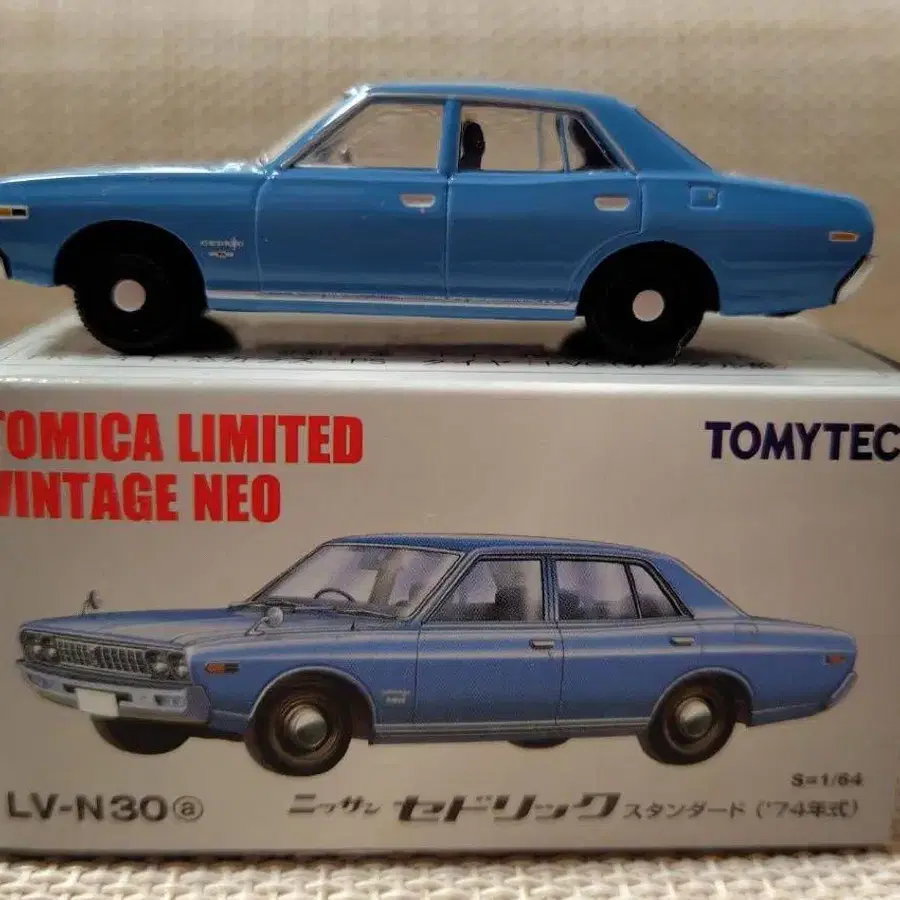 TOMICA LIMITED
VINTAGE NEO
TOMYTEC
S=1/64
LV-N30ⓐ ニッサン セドリック スタンダード ('74年式)